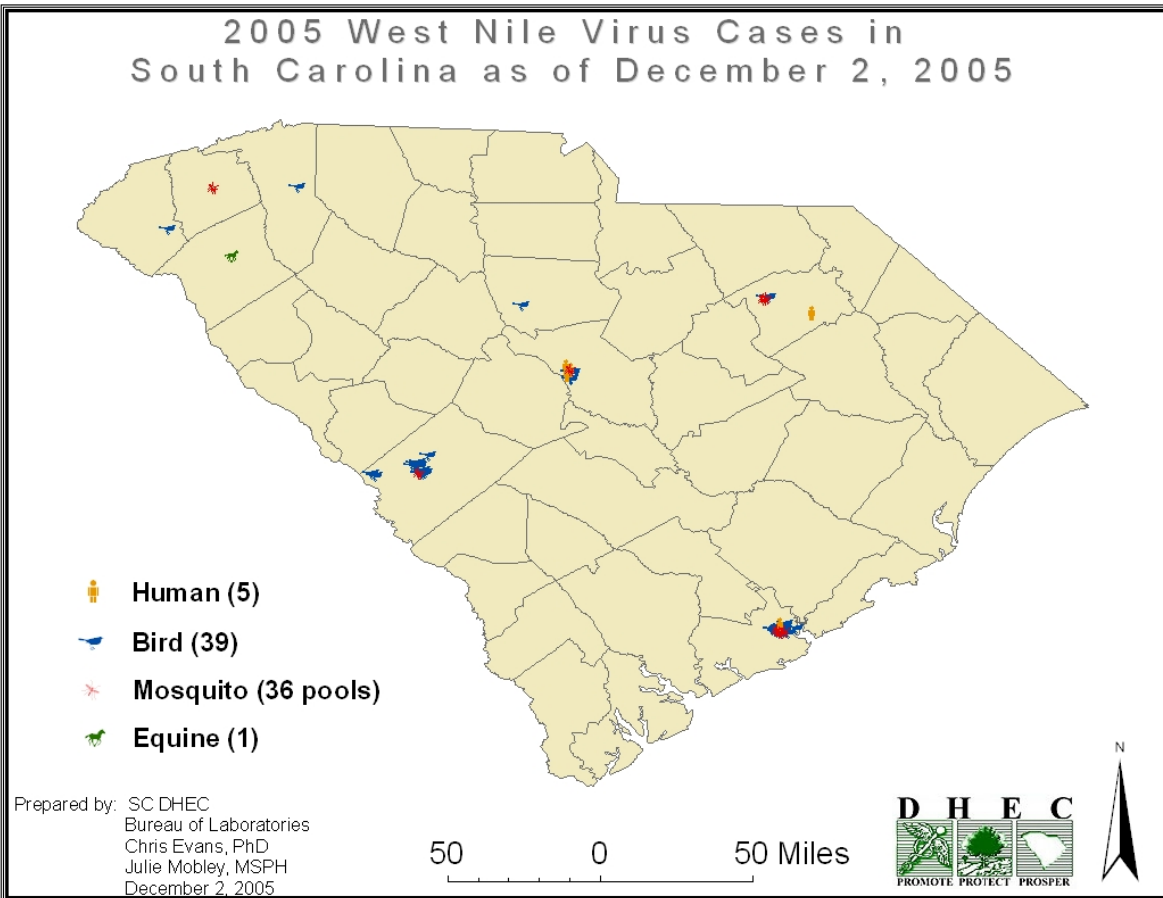 2005 West Nile Virus Cases in
South Carolina as of December 2, 2005
Human (5)
Bird (39)
Mosquito (36 pools)
Equine (1)
Prepared by: SC DHEC
Bureau of Laboratories
Chris Evans, PhD
Julie Mobley, MSPH
December 2, 2005
50 0 50 Miles
D H E C
PROMOTE PROTECT PROSPER
N